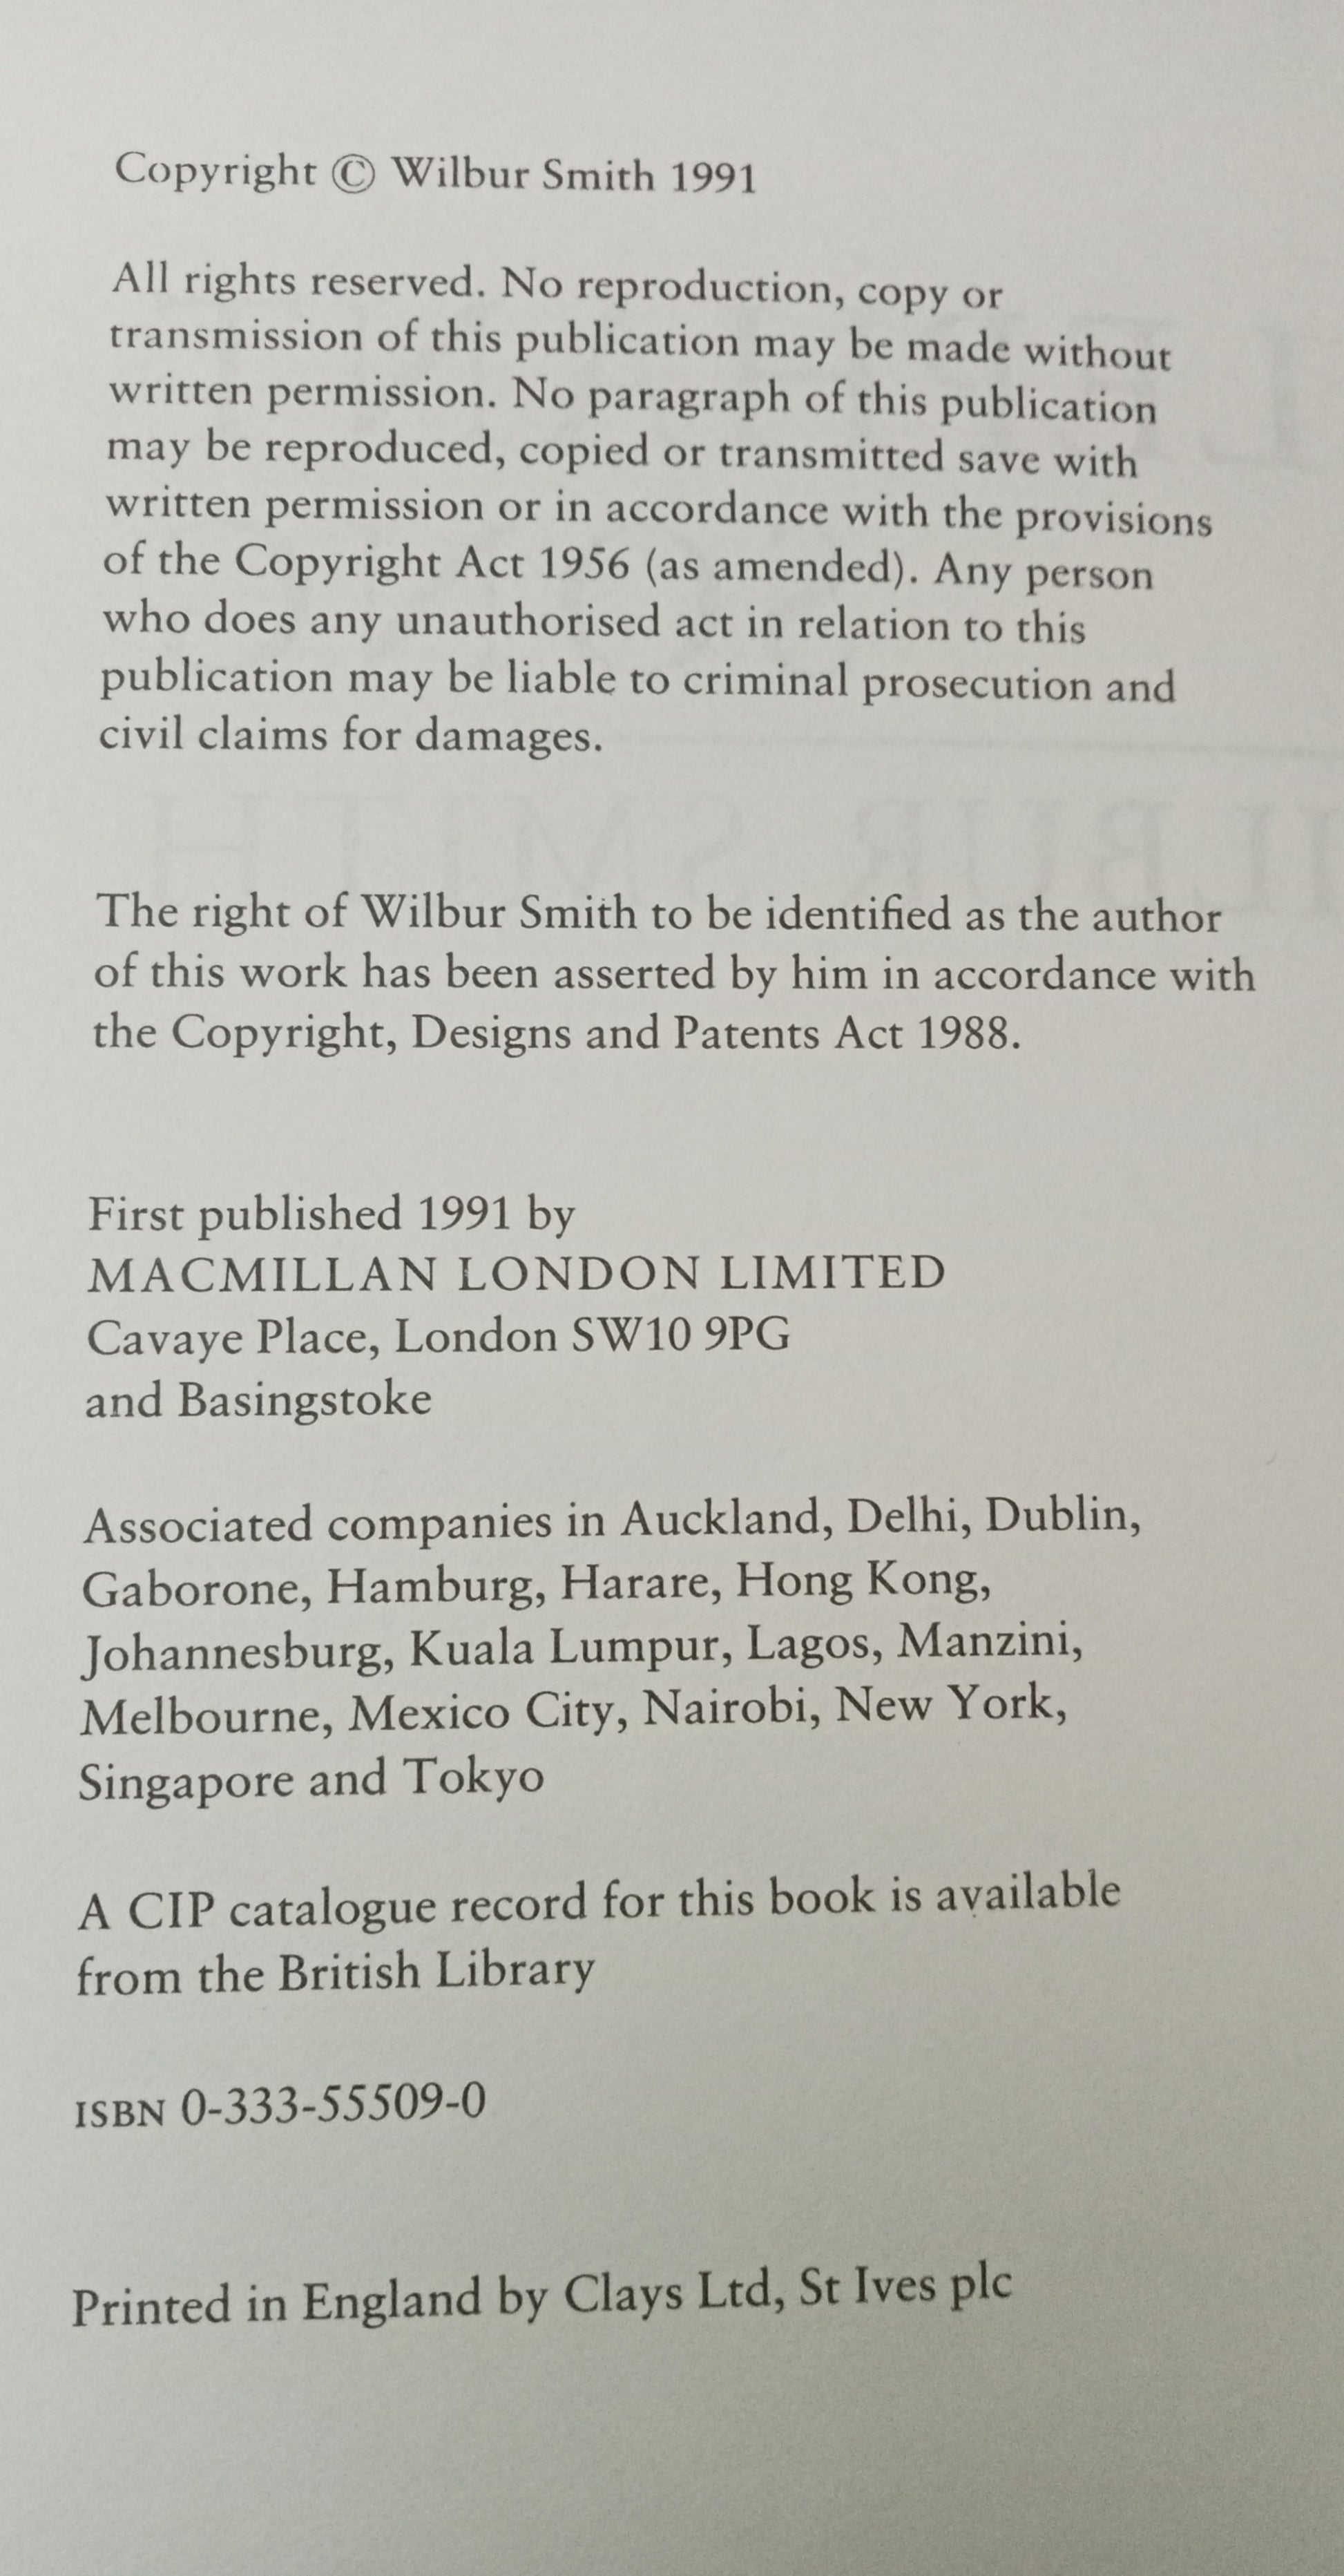 Copyright © Wilbur Smith 1991
All rights reserved. No reproduction, copy or
transmission of this publication may be made without
written permission. No paragraph of this publication
may be reproduced, copied or transmitted save with
written permission or in accordance with the provisions
of the Copyright Act 1956 (as amended). Any person
who does any unauthorised act in relation to this
publication may be liable to criminal prosecution and
civil claims for damages.
The right of Wilbur Smith to be identified as the author
of this work has been asserted by him in accordance with
the Copyright, Designs and Patents Act 1988.
First published 1991 by
MACMILLAN LONDON LIMITED
Cavaye Place, London SW10 9PG
and Basingstoke
Associated companies in Auckland, Delhi, Dublin,
Gaborone, Hamburg, Harare, Hong Kong,
Johannesburg, Kuala Lumpur, Lagos, Manzini,
Melbourne, Mexico City, Nairobi, New York,
Singapore and Tokyo
A CIP catalogue record for this book is available
from the British Library
ISBN 0-333-55509-0
Printed in England by Clays Ltd, St Ives plc